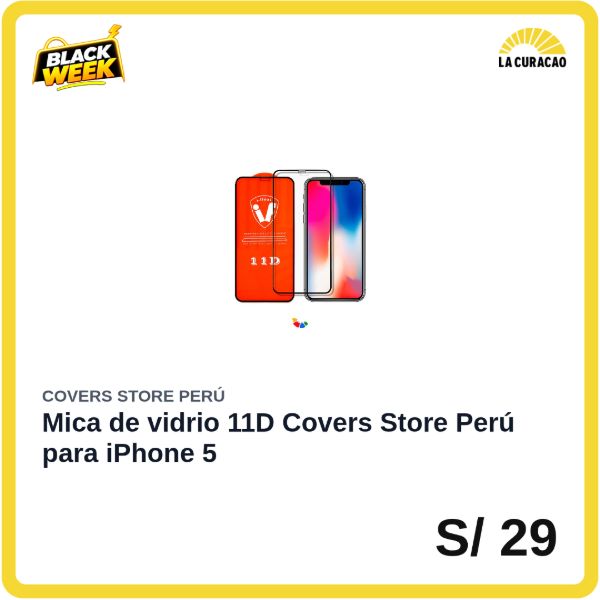 BLACK
WEEK
LA CURACAO
11D
COVERS STORE PERÚ
Mica de vidrio 11D Covers Store Perú
para iPhone 5
S/ 29